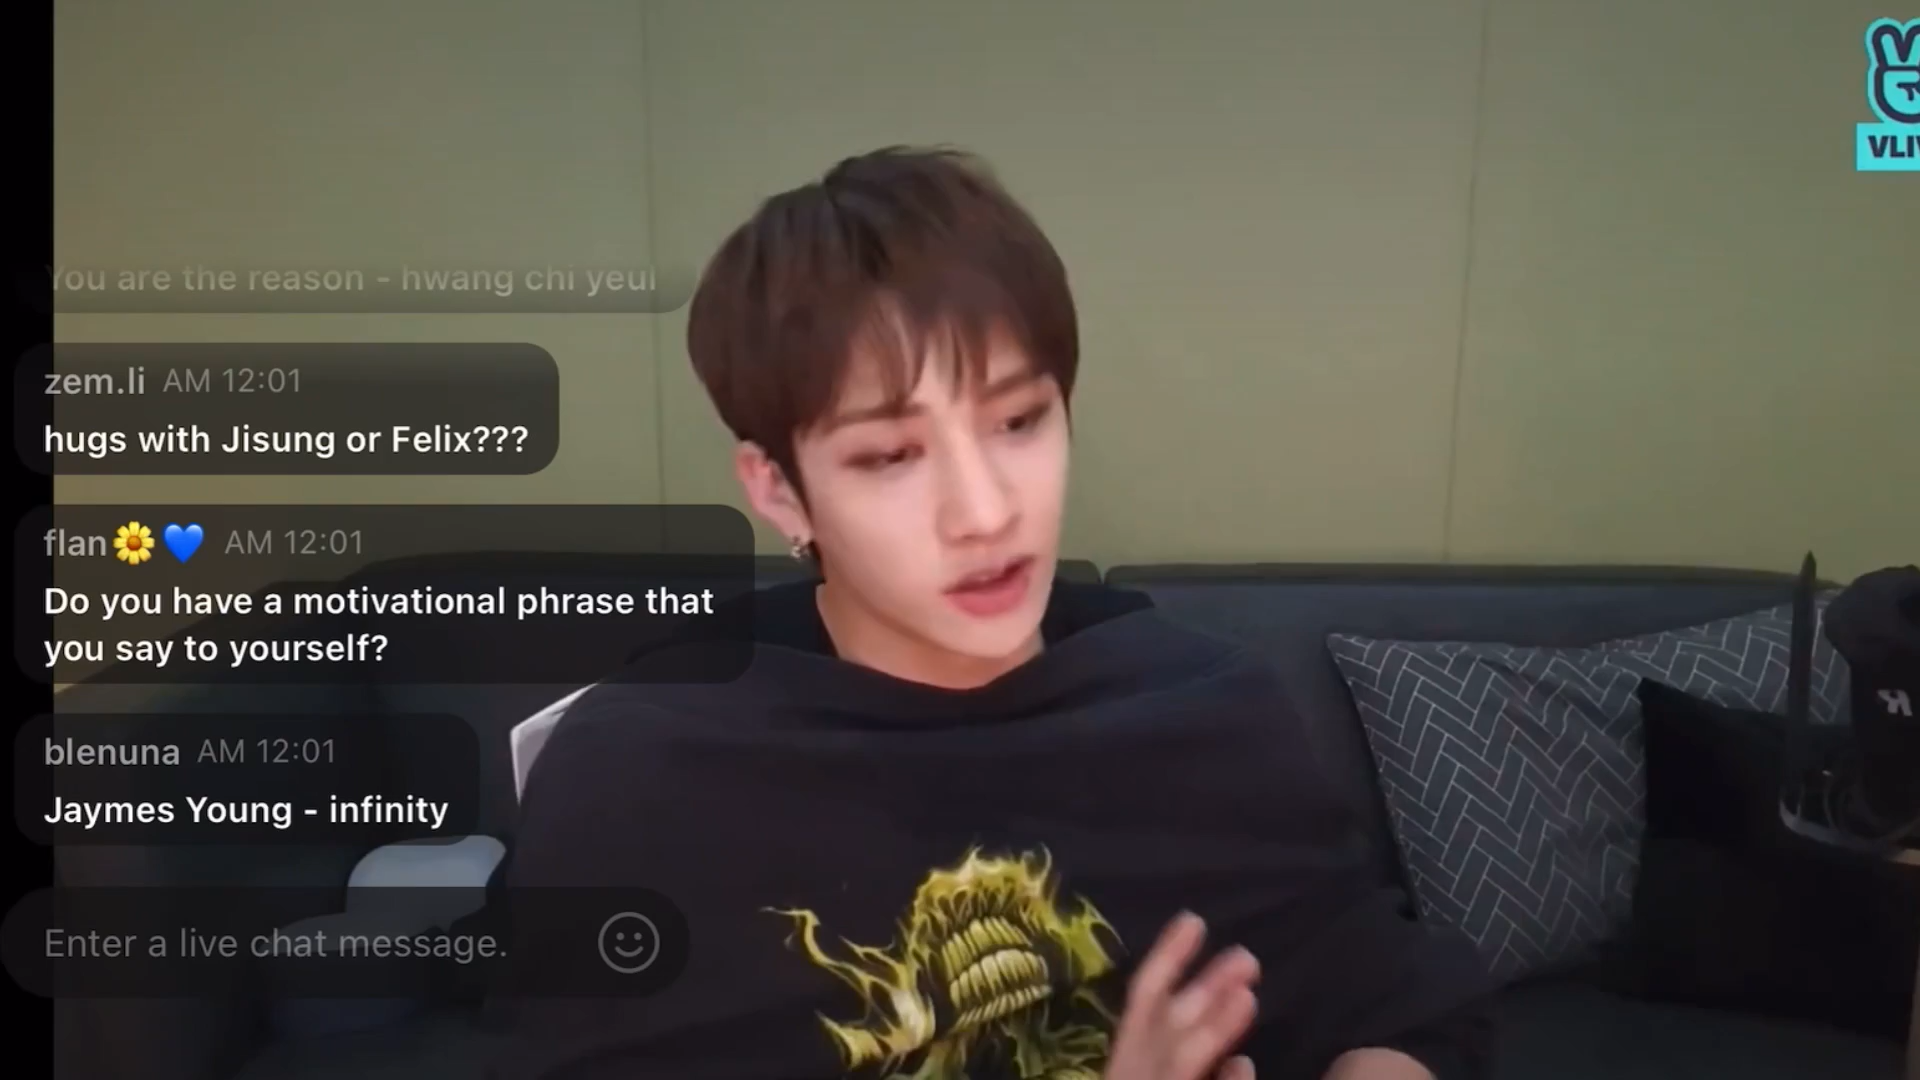 VLIV
You are the reason - hwang chi yeul
zem.li AM 12:01
hugs with Jisung or Felix???
flan🌼💙 AM 12:01
Do you have a motivational phrase that
you say to yourself?
blenuna AM 12:01
Jaymes Young - infinity
Enter a live chat message.